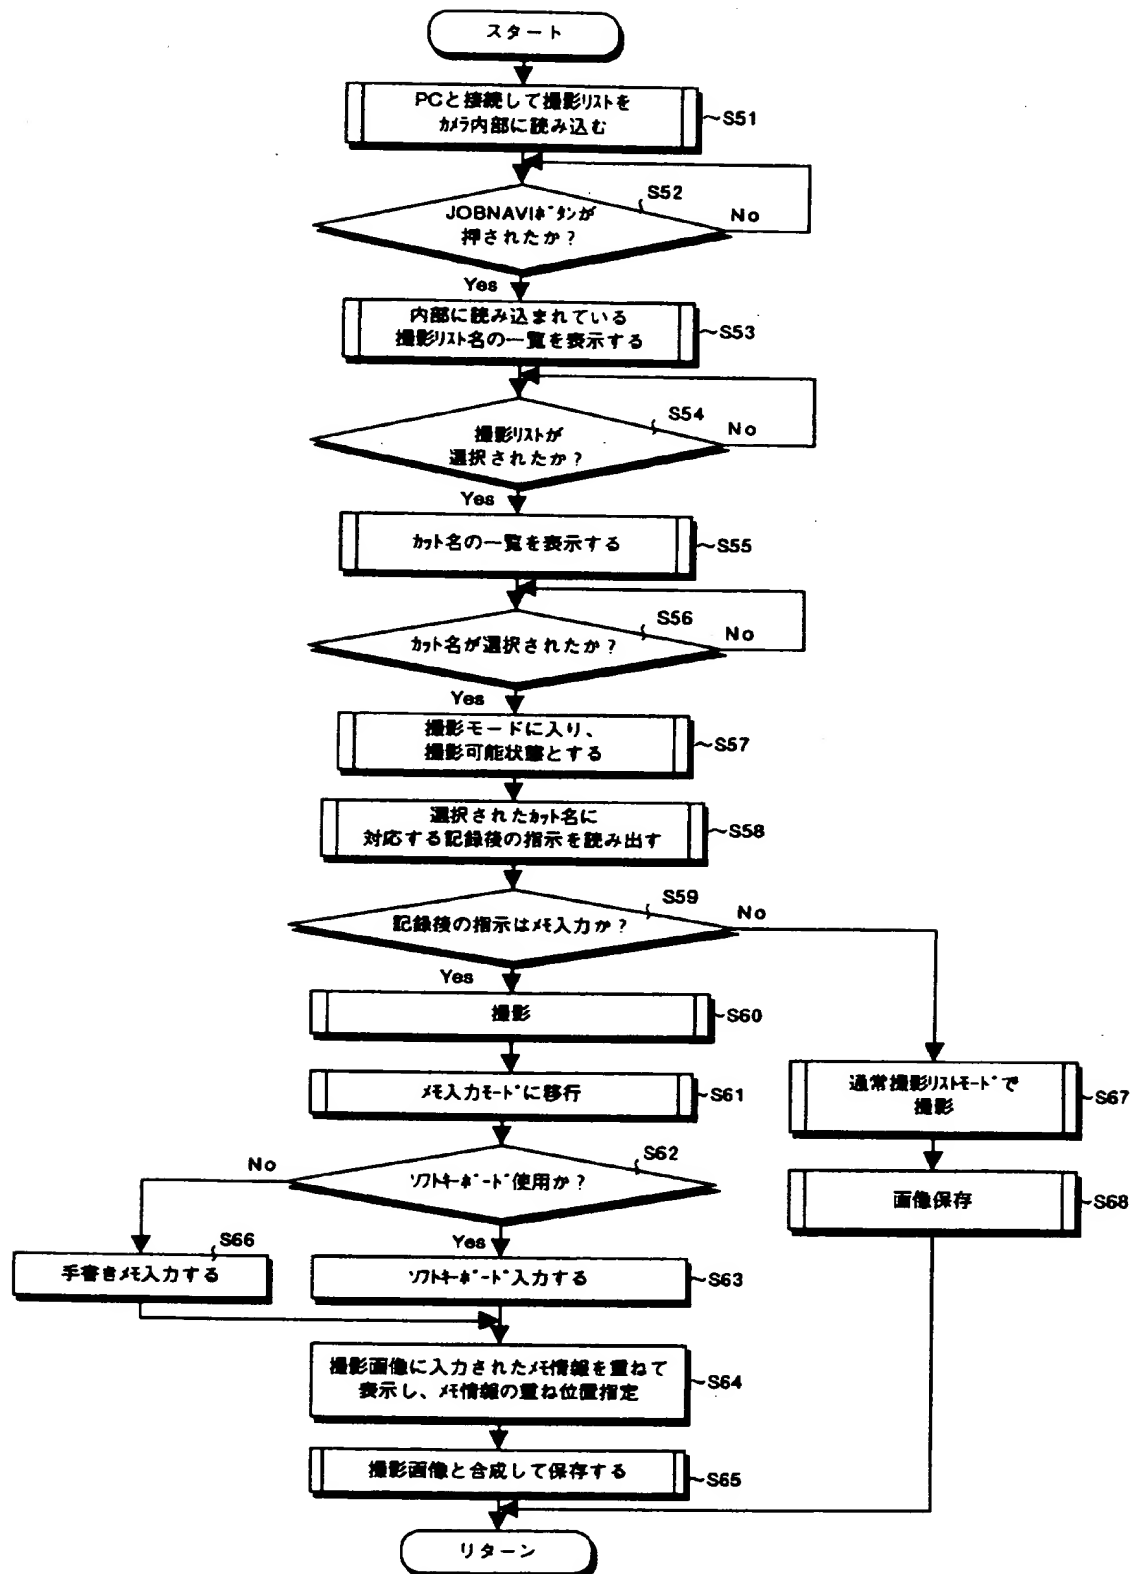 スタート
PCと接続して撮影リストを
カメラ内部に読み込む
S51
S52
JOBNAVIボタンが
押されたか?
No
Yes
内部に読み込まれている
撮影リスト名の一覧を表示する
S53
S54
撮影リストが
選択されたか?
No
Yes
カット名の一覧を表示する
S55
S56
カット名が選択されたか?
No
Yes
撮影モードに入り、
撮影可能状態とする
S57
選択されたカット名に
対応する記録後の指示を読み出す
S58
S59
記録後の指示はメモ入力か?
No
Yes
撮影
S60
メモ入力モードに移行
S61
通常撮影リストモードで
撮影
S67
S62
ソフトキーボード使用か?
No
Yes
画像保存
S68
S66
手書きメモ入力する
ソフトキーボード入力する
S63
撮影画像に入力されたメモ情報を重ねて
表示し、メモ情報の重ね位置指定
S64
撮影画像と合成して保存する
S65
リターン